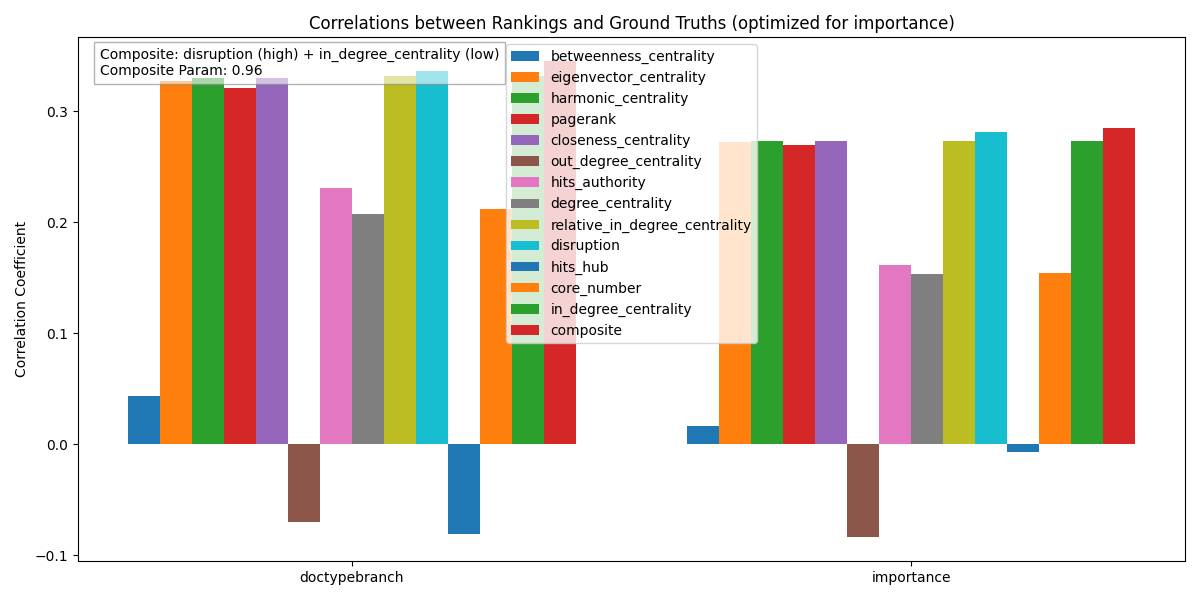 Correlations between Rankings and Ground Truths (optimized for importance)
Composite: disruption (high) + in_degree_centrality (low)
Composite Param: 0.96
betweenness_centrality
eigenvector_centrality
harmonic_centrality
pagerank
closeness_centrality
out_degree_centrality
hits_authority
degree_centrality
relative_in_degree_centrality
disruption
hits_hub
core_number
in_degree_centrality
composite
Correlation Coefficient
0.3
0.2
0.1
0.0
−0.1
doctypebranch
importance